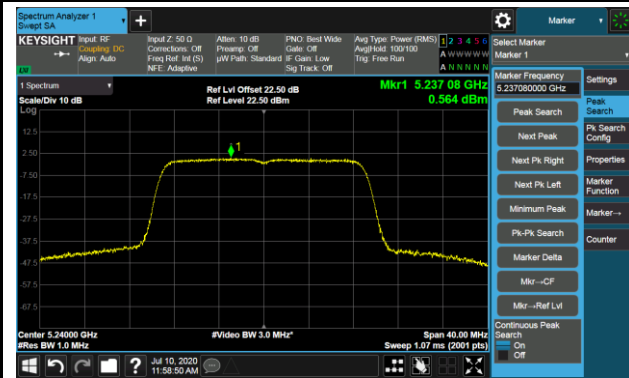 Spectrum Analyzer 1
Swept SA
+
Marker
KEYSIGHT
Input: RF
Coupling: DC
Align: Auto
Input Z: 50 Ω
Corrections: Off
Freq Ref: Int (S)
NFE: Adaptive
Atten: 10 dB
Preamp: Off
µW Path: Standard
PNO: Best Wide
Gate: Off
IF Gain: Low
Sig Track: Off
Avg Type: Power (RMS)
Avg|Hold: 100/100
Trig: Free Run
1 2 3 4 5 6
A W W W W W
A N N N N N
Select Marker
Marker 1
1 Spectrum
Scale/Div 10 dB
Log
Ref Lvl Offset 22.50 dB
Ref Level 22.50 dBm
Mkr1 5.237 08 GHz
0.564 dBm
12.5
2.50
-7.50
-17.5
-27.5
-37.5
-47.5
-57.5
-67.5
1
Center 5.24000 GHz
#Res BW 1.0 MHz
#Video BW 3.0 MHz*
Span 40.00 MHz
Sweep 1.07 ms (2001 pts)
Marker Frequency
5.237080000 GHz
Peak Search
Next Peak
Next Pk Right
Next Pk Left
Minimum Peak
Pk-Pk Search
Marker Delta
Mkr→CF
Mkr→Ref Lvl
Continuous Peak
Search
On
Off
Settings
Peak
Search
Pk Search
Config
Properties
Marker
Function
Marker→
Counter
?
Jul 10, 2020
11:58:50 AM